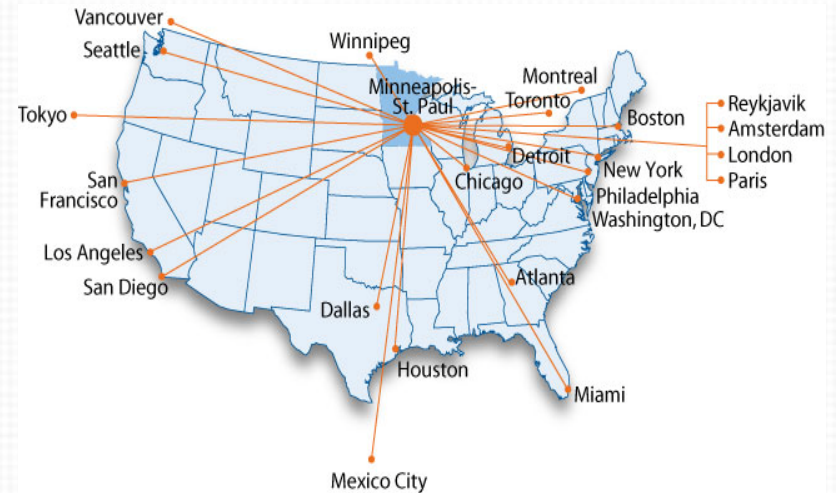 Vancouver
Seattle
Winnipeg
Minneapolis-
St. Paul
Montreal
Toronto
Tokyo
Boston
Reykjavik
Amsterdam
London
Paris
Detroit
New York
Chicago
San
Francisco
Philadelphia
Washington, DC
Los Angeles
San Diego
Atlanta
Dallas
Houston
Miami
Mexico City